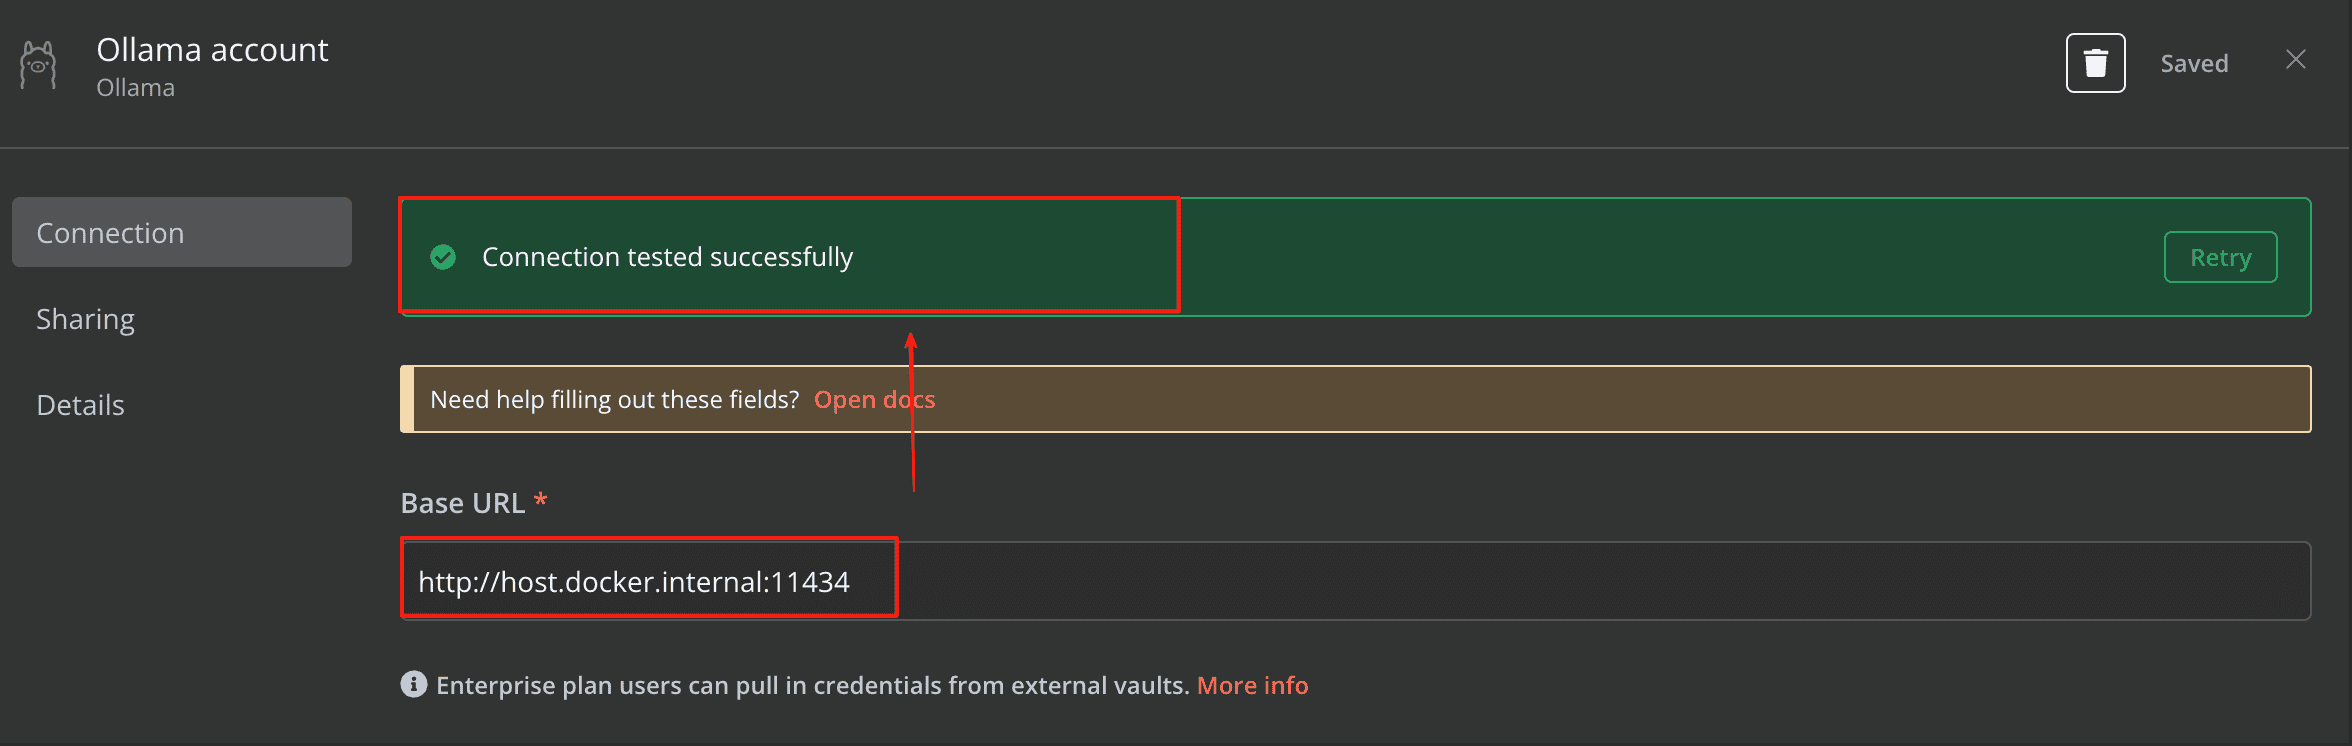 Ollama account
Ollama
Saved
Connection
Sharing
Details
Connection tested successfully
Retry
Need help filling out these fields? Open docs
Base URL *
http://host.docker.internal:11434
Enterprise plan users can pull in credentials from external vaults. More info